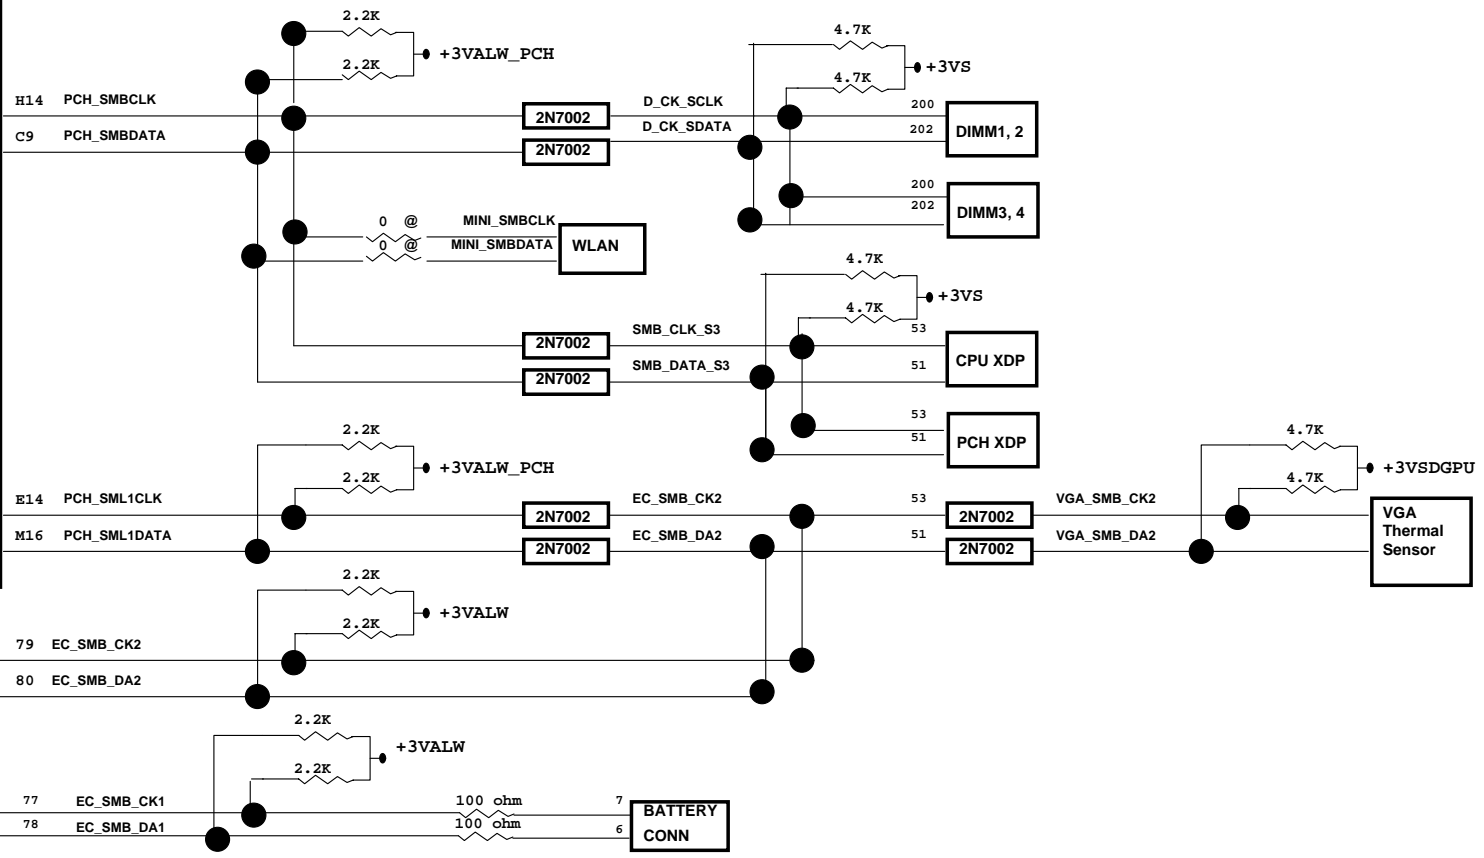 2.2K
2.2K
+3VALW_PCH
4.7K
4.7K
+3VS
H14 PCH_SMBCLK
2N7002
D_CK_SCLK
200
C9 PCH_SMBDATA
2N7002
D_CK_SDATA
202
DIMM1, 2
200
202
DIMM3, 4
0 @
MINI_SMBCLK
0 @
MINI_SMBDATA
WLAN
4.7K
4.7K
+3VS
2N7002
SMB_CLK_S3
53
2N7002
SMB_DATA_S3
51
CPU XDP
53
51
PCH XDP
2.2K
2.2K
+3VALW_PCH
4.7K
4.7K
+3VSDGPU
E14 PCH_SML1CLK
2N7002
EC_SMB_CK2
53
2N7002
VGA_SMB_CK2
M16 PCH_SML1DATA
2N7002
EC_SMB_DA2
51
2N7002
VGA_SMB_DA2
VGA
Thermal
Sensor
2.2K
2.2K
+3VALW
79 EC_SMB_CK2
80 EC_SMB_DA2
2.2K
2.2K
+3VALW
77 EC_SMB_CK1
100 ohm
7
78 EC_SMB_DA1
100 ohm
6
BATTERY
CONN